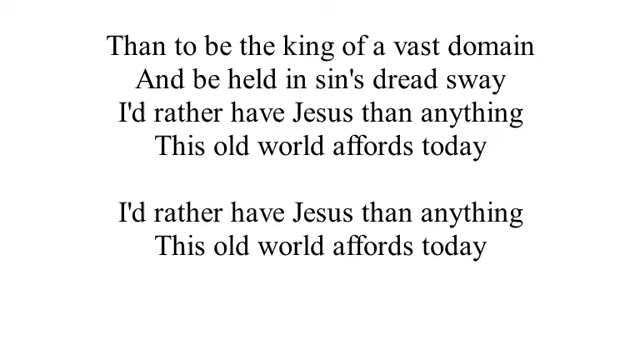 Than to be the king of a vast domain
And be held in sin's dread sway
I'd rather have Jesus than anything
This old world affords today
I'd rather have Jesus than anything
This old world affords today